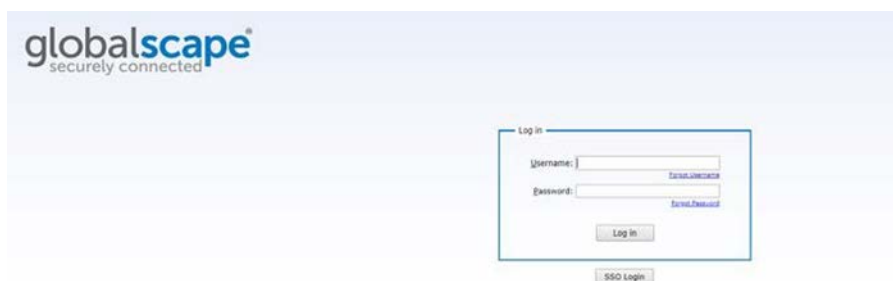 globalscape®
securely connected
Log in
Username:
Forgot Username
Password:
Forgot Password
Log in
SSO Login